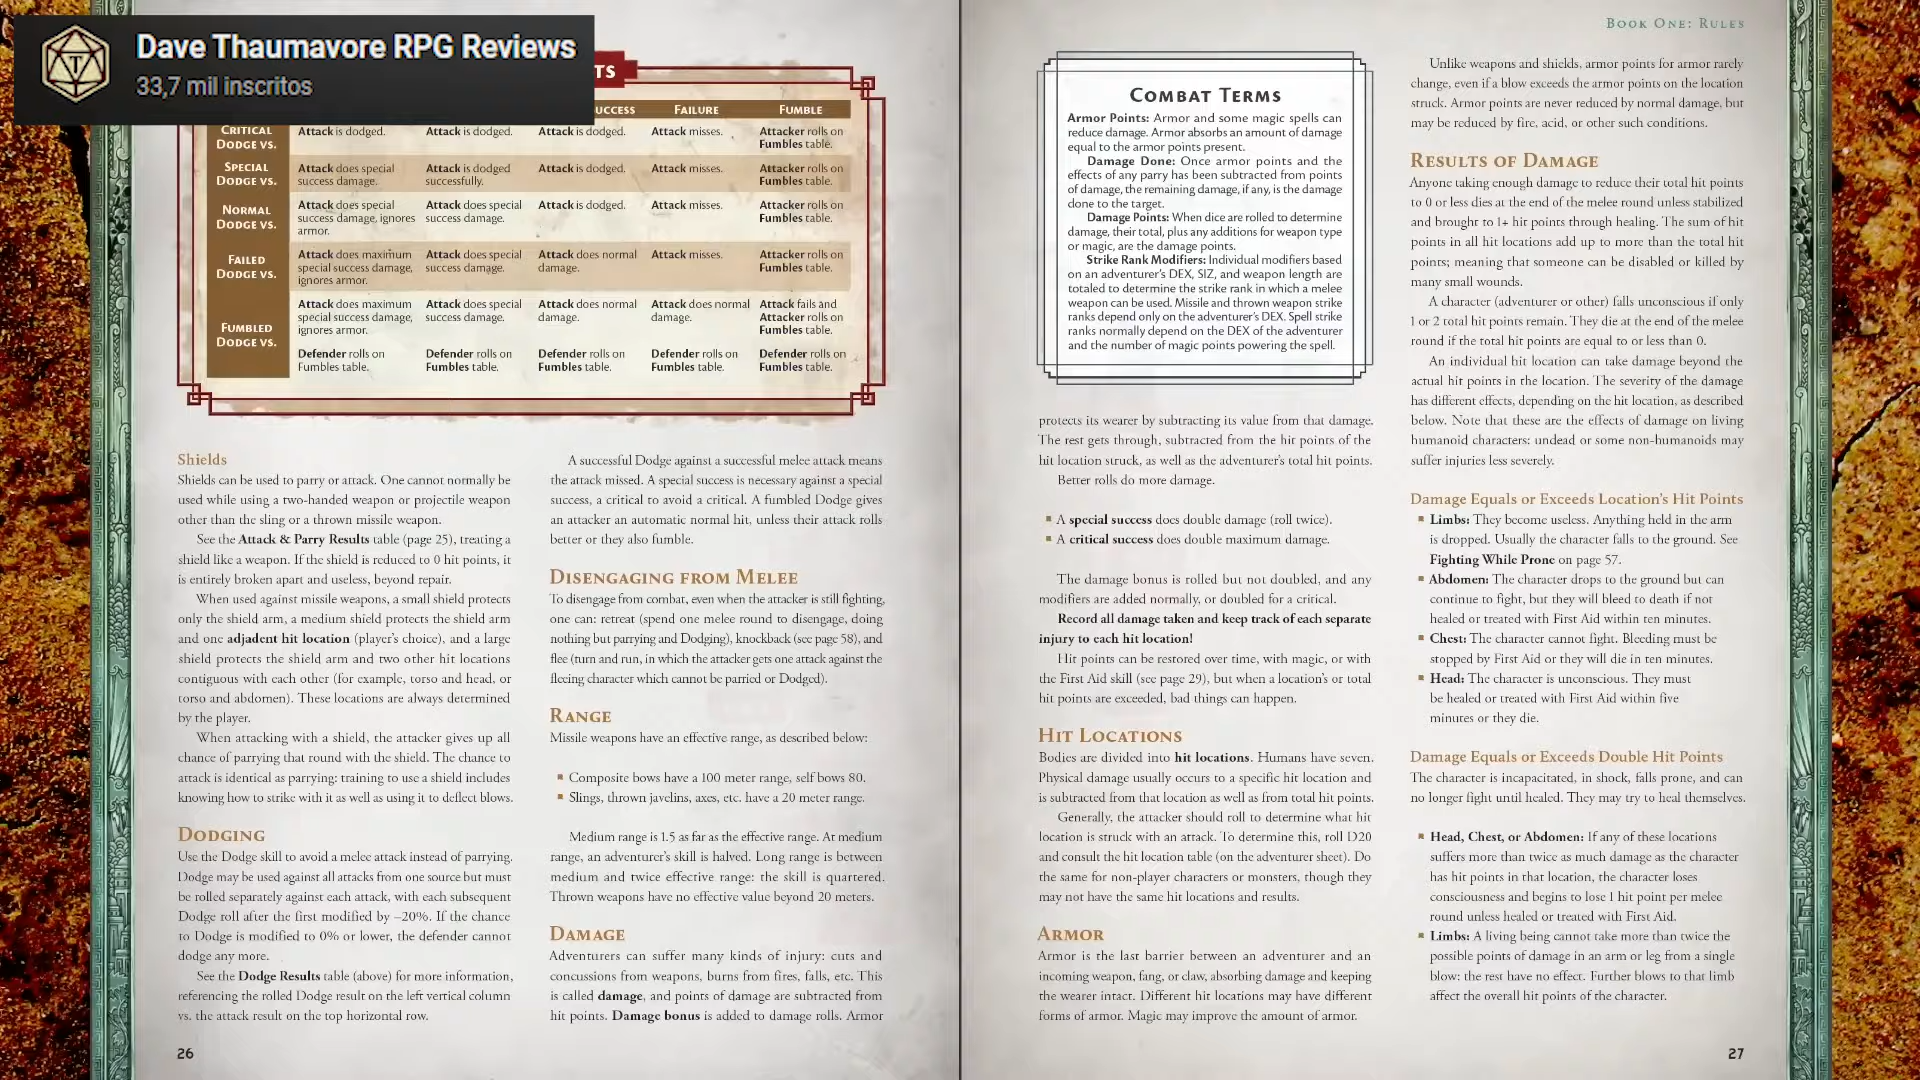 Dave Thaumavore RPG Reviews
33,7 mil inscritos
TS
UCCESS FAILURE FUMBLE
CRITICAL DODGE VS. Attack is dodged. Attack is dodged. Attack is dodged. Attack misses. Attacker rolls on Fumbles table.
SPECIAL DODGE VS. Attack does special success damage. Attack is dodged successfully. Attack is dodged. Attack misses. Attacker rolls on Fumbles table.
NORMAL DODGE VS. Attack does special success damage, ignores armor. Attack does special success damage. Attack is dodged. Attack misses. Attacker rolls on Fumbles table.
FAILED DODGE VS. Attack does maximum special success damage, ignores armor. Attack does special success damage. Attack does normal damage. Attack misses. Attacker rolls on Fumbles table.
FUMBLED DODGE VS. Attack does maximum special success damage, ignores armor. Attack does special success damage. Attack does normal damage. Attack does normal damage. Attack fails and Attacker rolls on Fumbles table.
Defender rolls on Fumbles table. Defender rolls on Fumbles table. Defender rolls on Fumbles table. Defender rolls on Fumbles table. Defender rolls on Fumbles table.
Shields
Shields can be used to parry or attack. One cannot normally be
used while using a two-handed weapon or projectile weapon
other than the sling or a thrown missile weapon.
See the Attack & Parry Results table (page 25), treating a
shield like a weapon. If the shield is reduced to 0 hit points, it
is entirely broken apart and useless, beyond repair.
When used against missile weapons, a small shield protects
only the shield arm, a medium shield protects the shield arm
and one adjadent hit location (player's choice), and a large
shield protects the shield arm and two other hit locations
contiguous with each other (for example, torso and head, or
torso and abdomen). These locations are always determined
by the player.
When attacking with a shield, the attacker gives up all
chance of parrying that round with the shield. The chance to
attack is identical as parrying: training to use a shield includes
knowing how to strike with it as well as using it to deflect blows.
DODGING
Use the Dodge skill to avoid a melee attack instead of parrying.
Dodge may be used against all attacks from one source but must
be rolled separately against each attack, with each subsequent
Dodge roll after the first modified by –20%. If the chance
to Dodge is modified to 0% or lower, the defender cannot
dodge any more.
See the Dodge Results table (above) for more information,
referencing the rolled Dodge result on the left vertical column
vs. the attack result on the top horizontal row.
26
A successful Dodge against a successful melee attack means
the attack missed. A special success is necessary against a special
success, a critical to avoid a critical. A fumbled Dodge gives
an attacker an automatic normal hit, unless their attack rolls
better or they also fumble.
DISENGAGING FROM MELEE
To disengage from combat, even when the attacker is still fighting,
one can: retreat (spend one melee round to disengage, doing
nothing but parrying and Dodging), knockback (see page 58), and
flee (turn and run, in which the attacker gets one attack against the
fleeing character which cannot be parried or Dodged).
RANGE
Missile weapons have an effective range, as described below:
Composite bows have a 100 meter range, self bows 80.
Slings, thrown javelins, axes, etc. have a 20 meter range.
Medium range is 1.5 as far as the effective range. At medium
range, an adventurer's skill is halved. Long range is between
medium and twice effective range: the skill is quartered.
Thrown weapons have no effective value beyond 20 meters.
DAMAGE
Adventurers can suffer many kinds of injury: cuts and
concussions from weapons, burns from fires, falls, etc. This
is called damage, and points of damage are subtracted from
hit points. Damage bonus is added to damage rolls. Armor
BOOK ONE: RULES
COMBAT TERMS
Armor Points: Armor and some magic spells can
reduce damage. Armor absorbs an amount of damage
equal to the armor points present.
Damage Done: Once armor points and the
effects of any parry has been subtracted from points
of damage, the remaining damage, if any, is the damage
done to the target.
Damage Points: When dice are rolled to determine
damage, their total, plus any additions for weapon type
or magic, are the damage points.
Strike Rank Modifiers: Individual modifiers based
on an adventurer's DEX, SIZ, and weapon length are
totaled to determine the strike rank in which a melee
weapon can be used. Missile and thrown weapon strike
ranks depend only on the adventurer's DEX. Spell strike
ranks normally depend on the DEX of the adventurer
and the number of magic points powering the spell.
protects its wearer by subtracting its value from that damage.
The rest gets through, subtracted from the hit points of the
hit location struck, as well as the adventurer's total hit points.
Better rolls do more damage.
A special success does double damage (roll twice).
A critical success does double maximum damage.
The damage bonus is rolled but not doubled, and any
modifiers are added normally, or doubled for a critical.
Record all damage taken and keep track of each separate
injury to each hit location!
Hit points can be restored over time, with magic, or with
the First Aid skill (see page 29), but when a location's or total
hit points are exceeded, bad things can happen.
HIT LOCATIONS
Bodies are divided into hit locations. Humans have seven.
Physical damage usually occurs to a specific hit location and
is subtracted from that location as well as from total hit points.
Generally, the attacker should roll to determine what hit
location is struck with an attack. To determine this, roll D20
and consult the hit location table (on the adventurer sheet). Do
the same for non-player characters or monsters, though they
may not have the same hit locations and results.
ARMOR
Armor is the last barrier between an adventurer and an
incoming weapon, fang, or claw, absorbing damage and keeping
the wearer intact. Different hit locations may have different
forms of armor. Magic may improve the amount of armor.
Unlike weapons and shields, armor points for armor rarely
change, even if a blow exceeds the armor points on the location
struck. Armor points are never reduced by normal damage, but
may be reduced by fire, acid, or other such conditions.
RESULTS OF DAMAGE
Anyone taking enough damage to reduce their total hit points
to 0 or less dies at the end of the melee round unless stabilized
and brought to 1+ hit points through healing. The sum of hit
points in all hit locations add up to more than the total hit
points; meaning that someone can be disabled or killed by
many small wounds.
A character (adventurer or other) falls unconscious if only
1 or 2 total hit points remain. They die at the end of the melee
round if the total hit points are equal to or less than 0.
An individual hit location can take damage beyond the
actual hit points in the location. The severity of the damage
has different effects, depending on the hit location, as described
below. Note that these are the effects of damage on living
humanoid characters: undead or some non-humanoids may
suffer injuries less severely.
Damage Equals or Exceeds Location's Hit Points
Limbs: They become useless. Anything held in the arm
is dropped. Usually the character falls to the ground. See
Fighting While Prone on page 57.
Abdomen: The character drops to the ground but can
continue to fight, but they will bleed to death if not
healed or treated with First Aid within ten minutes.
Chest: The character cannot fight. Bleeding must be
stopped by First Aid or they will die in ten minutes.
Head: The character is unconscious. They must
be healed or treated with First Aid within five
minutes or they die.
Damage Equals or Exceeds Double Hit Points
The character is incapacitated, in shock, falls prone, and can
no longer fight until healed. They may try to heal themselves.
Head, Chest, or Abdomen: If any of these locations
suffers more than twice as much damage as the character
has hit points in that location, the character loses
consciousness and begins to lose 1 hit point per melee
round unless healed or treated with First Aid.
Limbs: A living being cannot take more than twice the
possible points of damage in an arm or leg from a single
blow: the rest have no effect. Further blows to that limb
affect the overall hit points of the character.
27